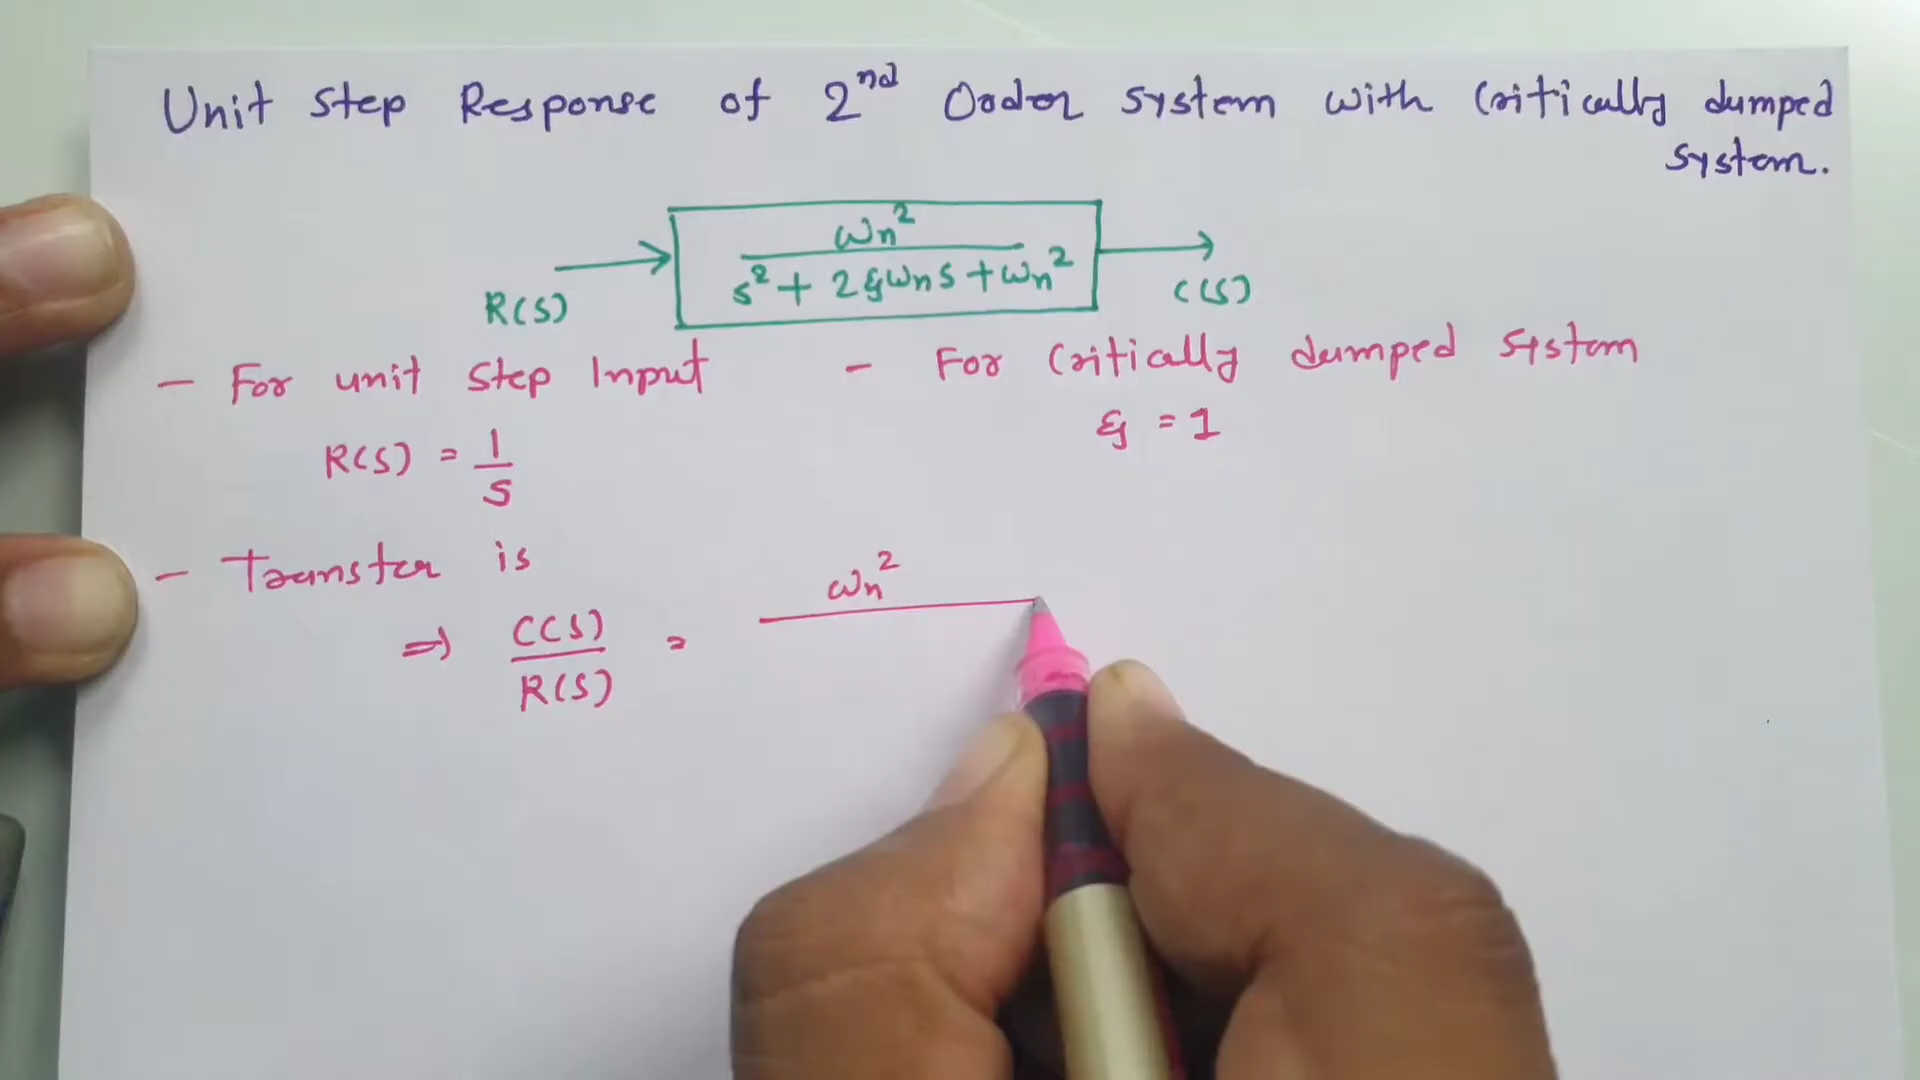 Unit Step Response of 2nd Oodor system with Critically dumped
system.
ωn²
R(S) s² + 2ξωns + ωn² C(S)
- For unit step Input - For Critically dumped system
R(S) = 1/S ξ = 1
- Transter is
⇒ C(S)/R(S) = ωn²